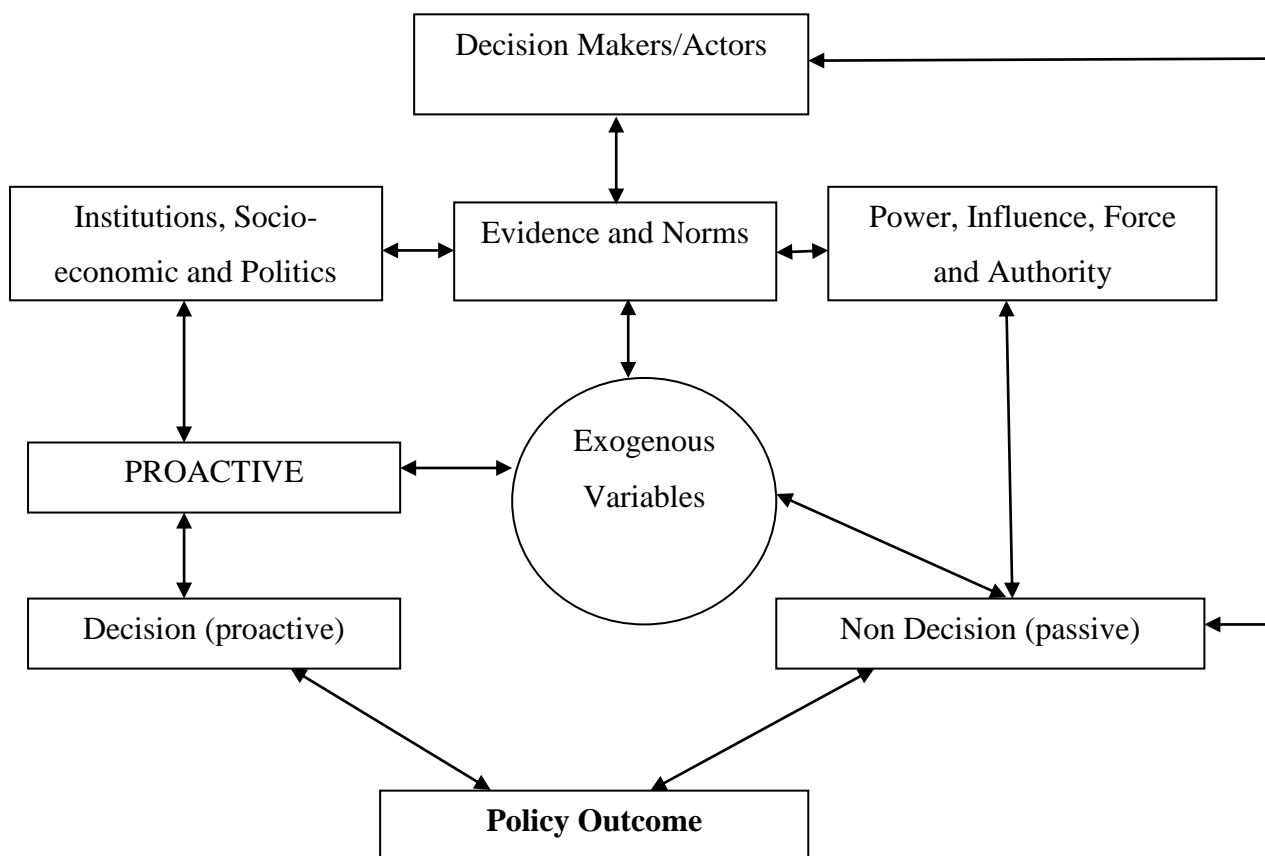 Decision Makers/Actors
Institutions, Socio-
economic and Politics
Evidence and Norms
Power, Influence, Force
and Authority
Exogenous
Variables
PROACTIVE
Decision (proactive)
Non Decision (passive)
Policy Outcome